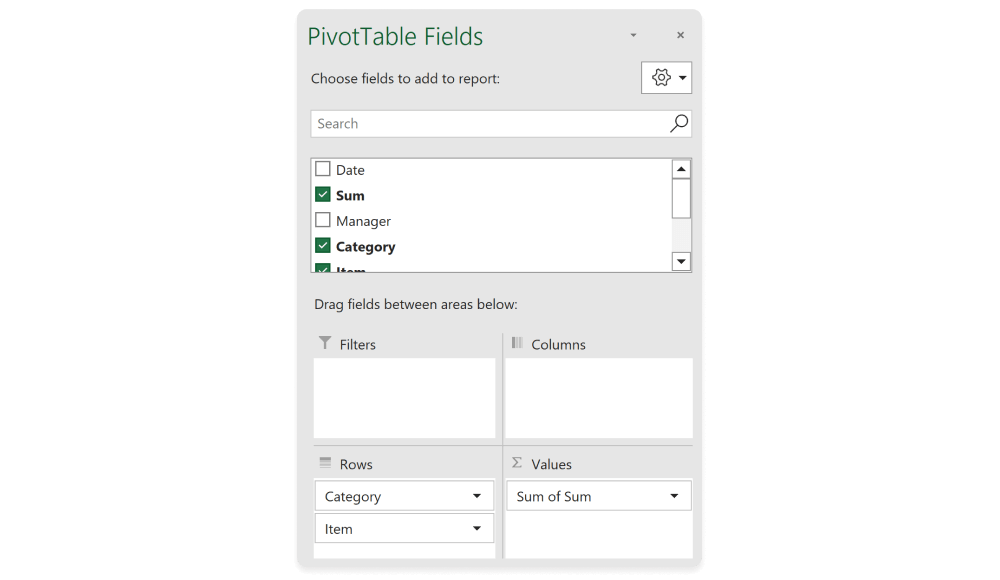 PivotTable Fields
Choose fields to add to report:
Search
Date
Sum
Manager
Category
Item
Drag fields between areas below:
Filters
Columns
Rows
Σ Values
Category
Sum of Sum
Item